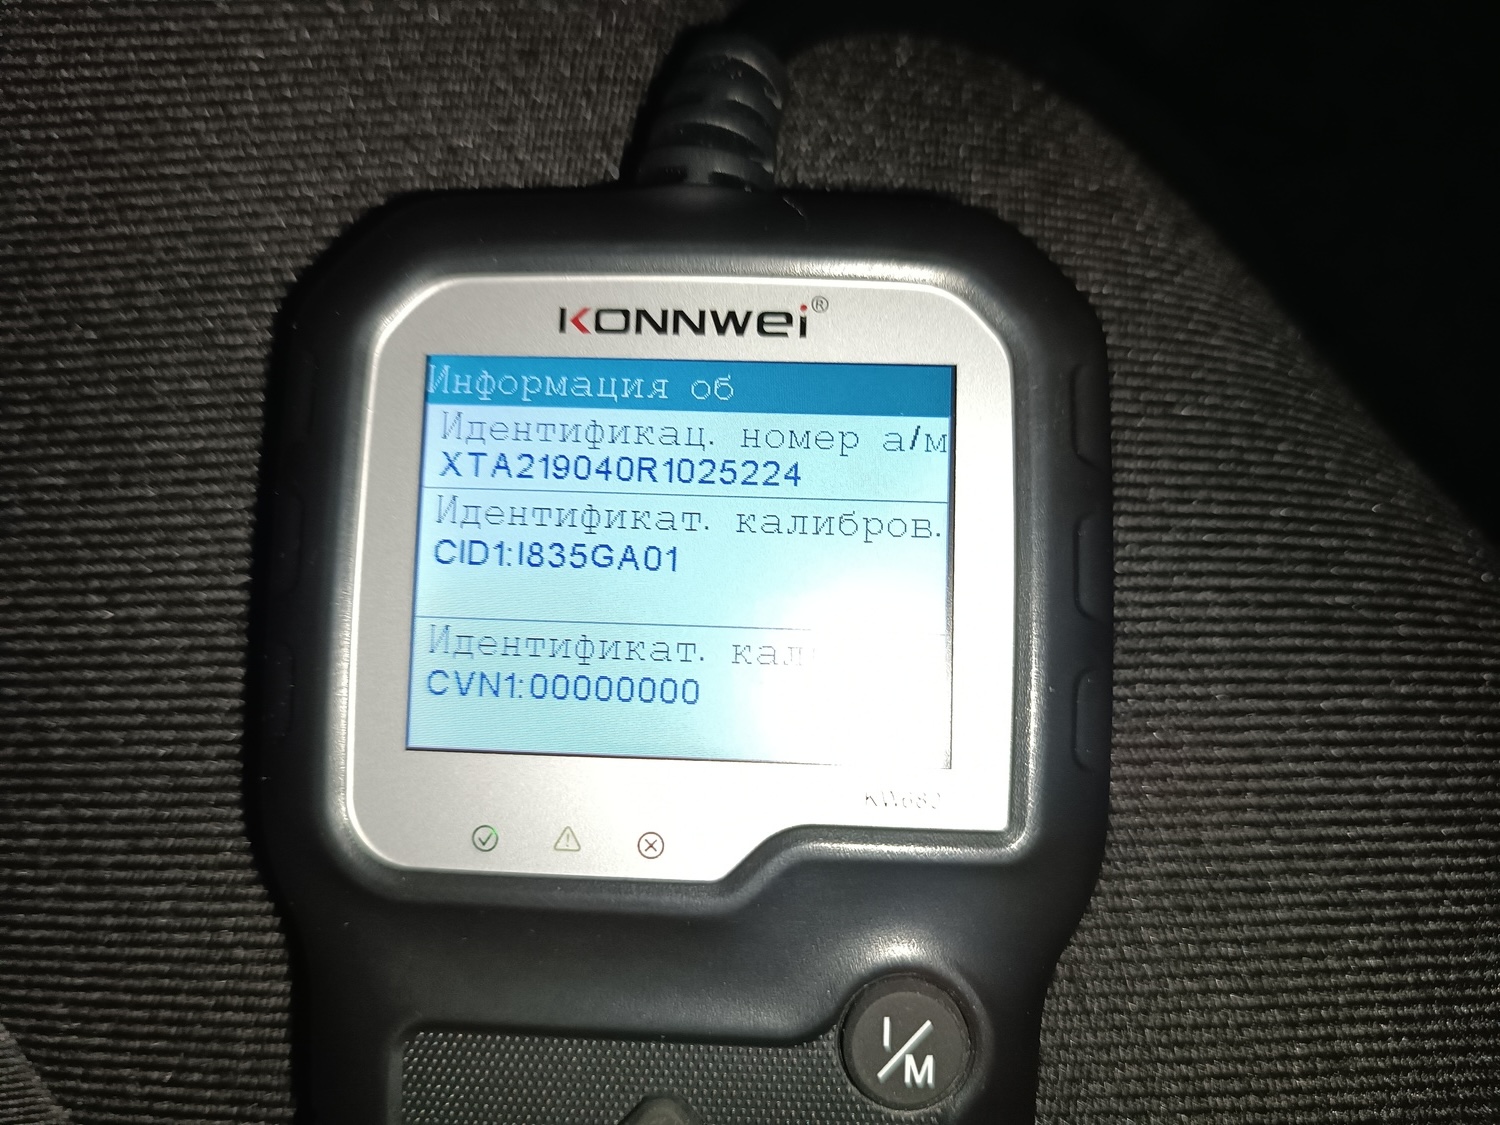 KONNWEI®
Информация об
Идентификац. номер а/м
XTA219040R1025224
Идентификат. калибров.
CID1:I835GA01
Идентификат.
CVN1:00000000
I/M